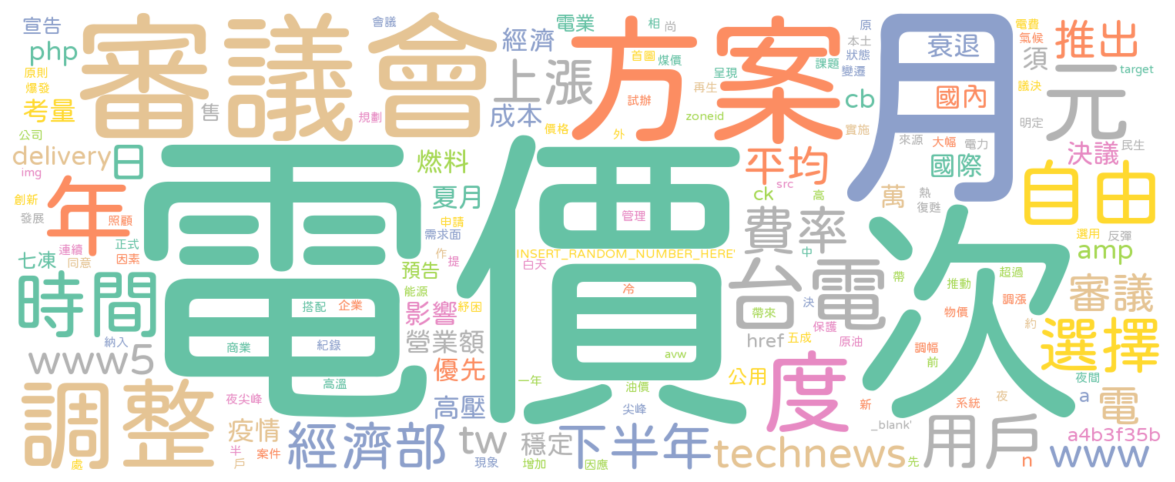 宣告
審議會
會議
電業
相
尚
方案
月
原
電費
氣候
推出
php
經濟
首圖
煤價
呈現
課題
本土
狀態
變遷
衰退
須
target
原則
爆發
考量
售
規劃
上漲
成本
試辦
再生
zoneid
cb
國內
元
議決
明定
公司
img
delivery
日
價格
外
實施
來源
大幅
電力
國際
決議
民生
創新
發展
年
照顧
燃料
夏月
電價
管理
平均
src
ck
高
萬
熱
復甦
自由
選用
反彈
七凍
連續
同意
正式
因素
申請
需求面
作
提
預告
能源
INSERT_RANDOM_NUMBER_HERE'
白天
紓困
費率
中
次
帶
推動
超過
amp
時間
搭配
企業
影響
冷
台電
帶來
決
保護
五成
原油
物價
調漲
約
審議
納入
www5
商業
紀錄
營業額
優先
avw
href
調幅
前
選擇
調整
高溫
夜尖峰
高壓
一年
油價
尖峰
公用
度
新
系統
夜
夜間
a
電
處
疫情
半
戶
案件
經濟部
tw
現象
穩定
增加
因應
下半年
technews
_blank'
先
用戶
n
a4b3f35b
www